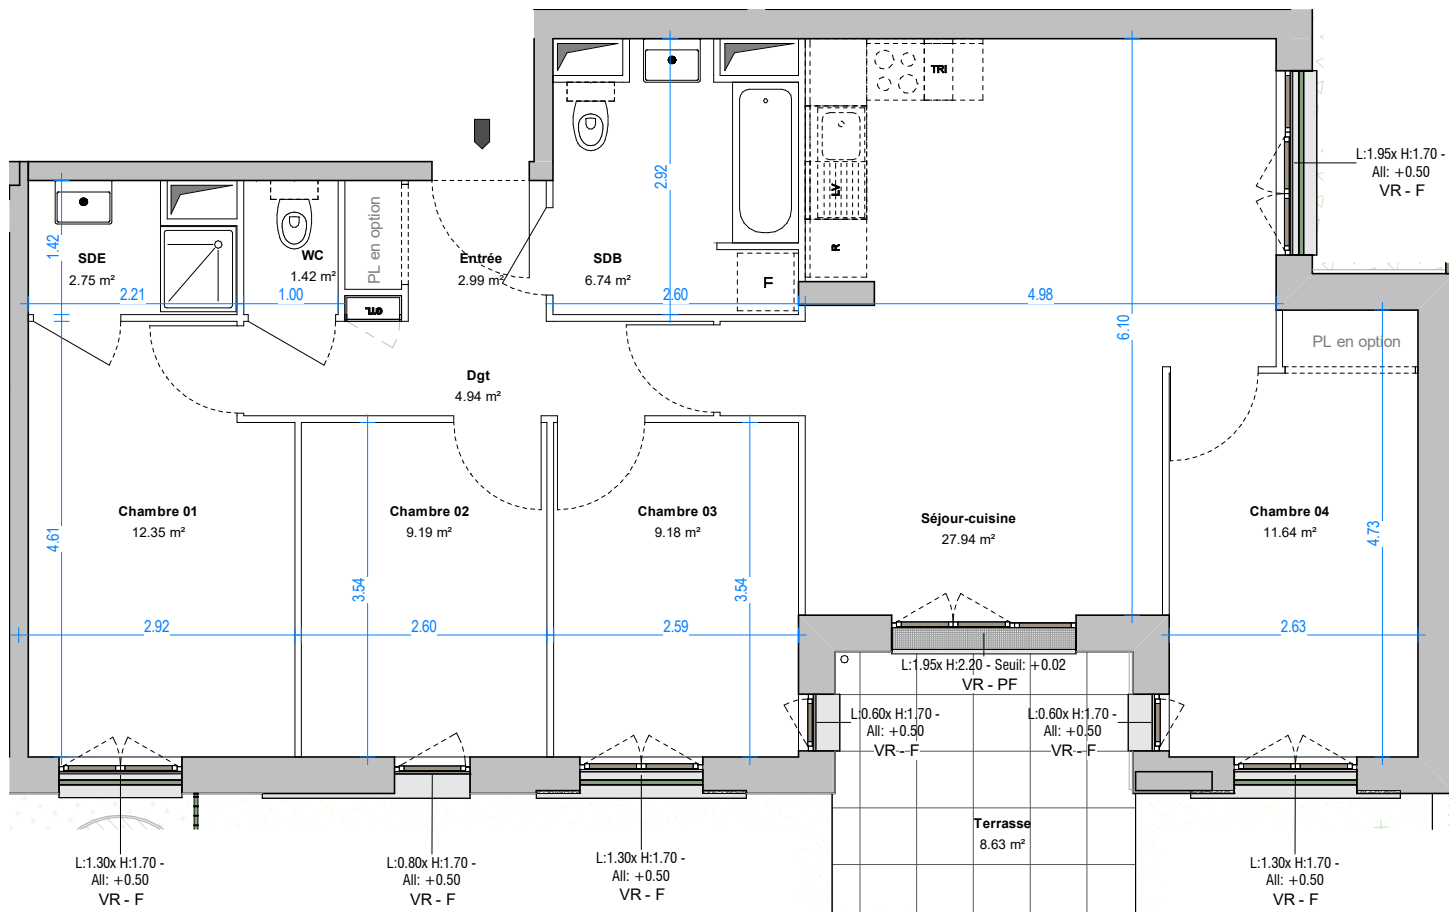 TRI
L:1.95x H:1.70 -
All: +0.50
VR - F
2.92
LV
R
PL en option
1.42
SDE
2.75 m²
WC
1.42 m²
Entrée
2.99 m²
SDB
6.74 m²
F
2.21
1.00
GTL
2.60
4.98
6.10
PL en option
Dgt
4.94 m²
Chambre 01
12.35 m²
Chambre 02
9.19 m²
Chambre 03
9.18 m²
Séjour-cuisine
27.94 m²
Chambre 04
11.64 m²
4.61
3.54
3.54
4.73
2.92
2.60
2.59
2.63
L:1.95x H:2.20 - Seuil: +0.02
VR - PF
L:0.60x H:1.70 -
All: +0.50
VR - F
L:0.60x H:1.70 -
All: +0.50
VR - F
Terrasse
8.63 m²
L:1.30x H:1.70 -
All: +0.50
VR - F
L:0.80x H:1.70 -
All: +0.50
VR - F
L:1.30x H:1.70 -
All: +0.50
VR - F
L:1.30x H:1.70 -
All: +0.50
VR - F